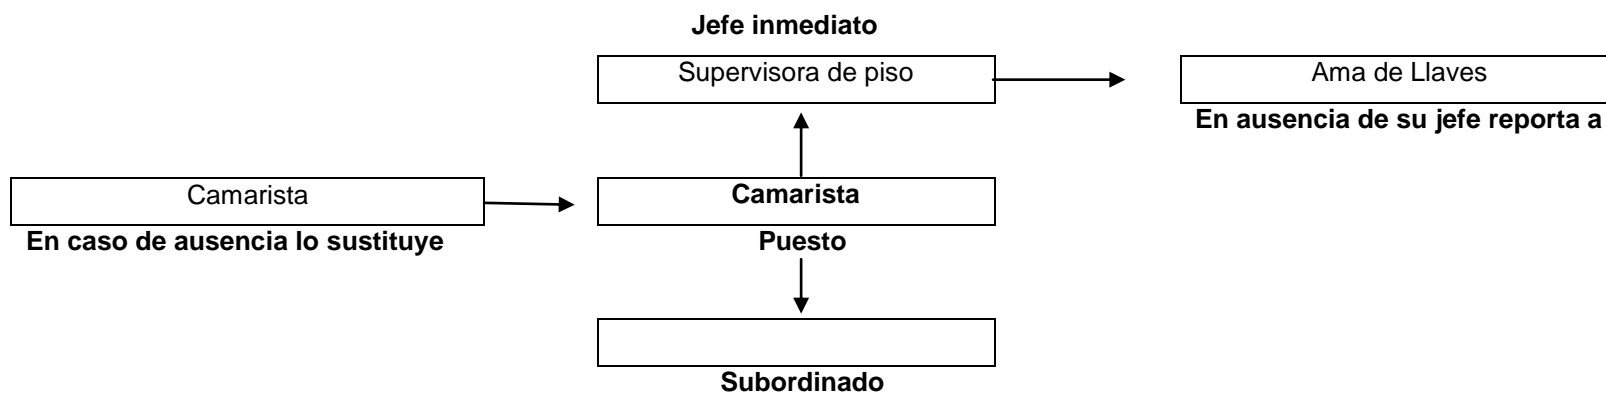 Jefe inmediato
Supervisora de piso
Ama de Llaves
En ausencia de su jefe reporta a
Camarista
Camarista
En caso de ausencia lo sustituye
Puesto
Subordinado